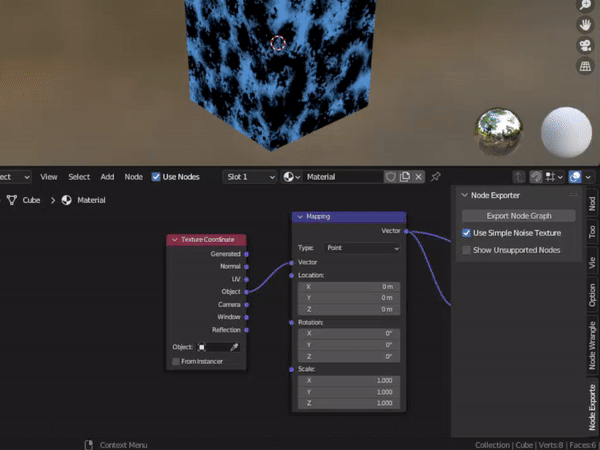 ect View Select Add Node Use Nodes Slot 1 Material
Cube > Material
Node Exporter
Export Node Graph
Use Simple Noise Texture
Show Unsupported Nodes
Texture Coordinate
Generated
Normal
UV
Object
Camera
Window
Reflection
Object:
From Instancer
Mapping
Vector
Type: Point
Vector
Location:
X 0 m
Y 0 m
Z 0 m
Rotation:
X 0°
Y 0°
Z 0°
Scale:
X 1.000
Y 1.000
Z 1.000
Nod
Too
Vie
Option
Node Wrangle
Node Exporte
Context Menu
Collection | Cube | Verts:8 | Faces:6